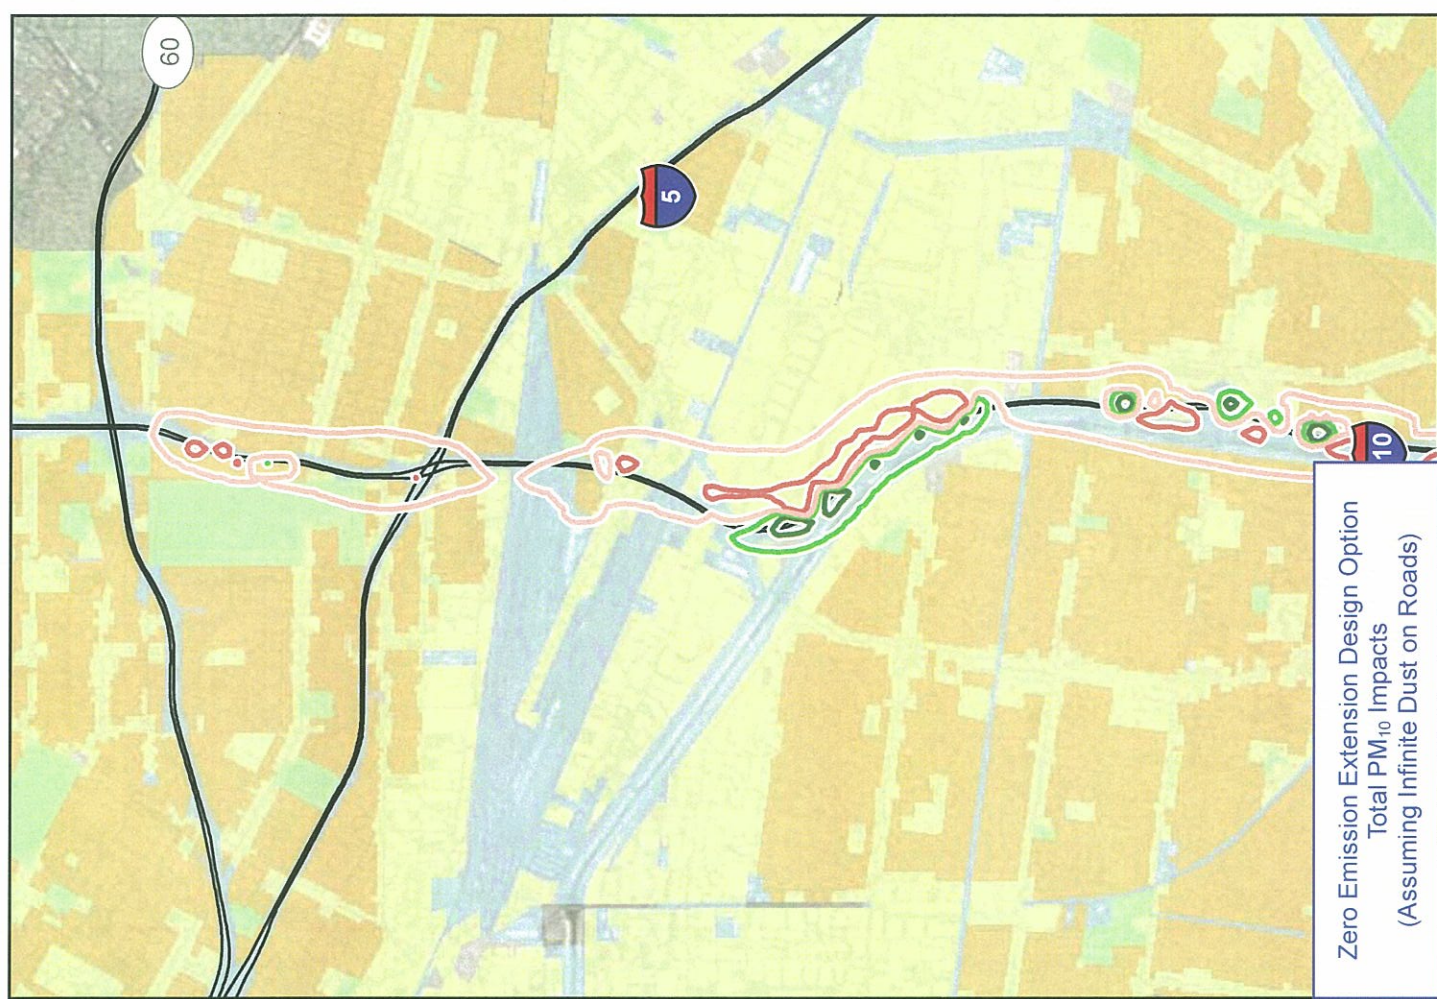 60
5
10
Zero Emission Extension Design Option
Total PM₁₀ Impacts
(Assuming Infinite Dust on Roads)